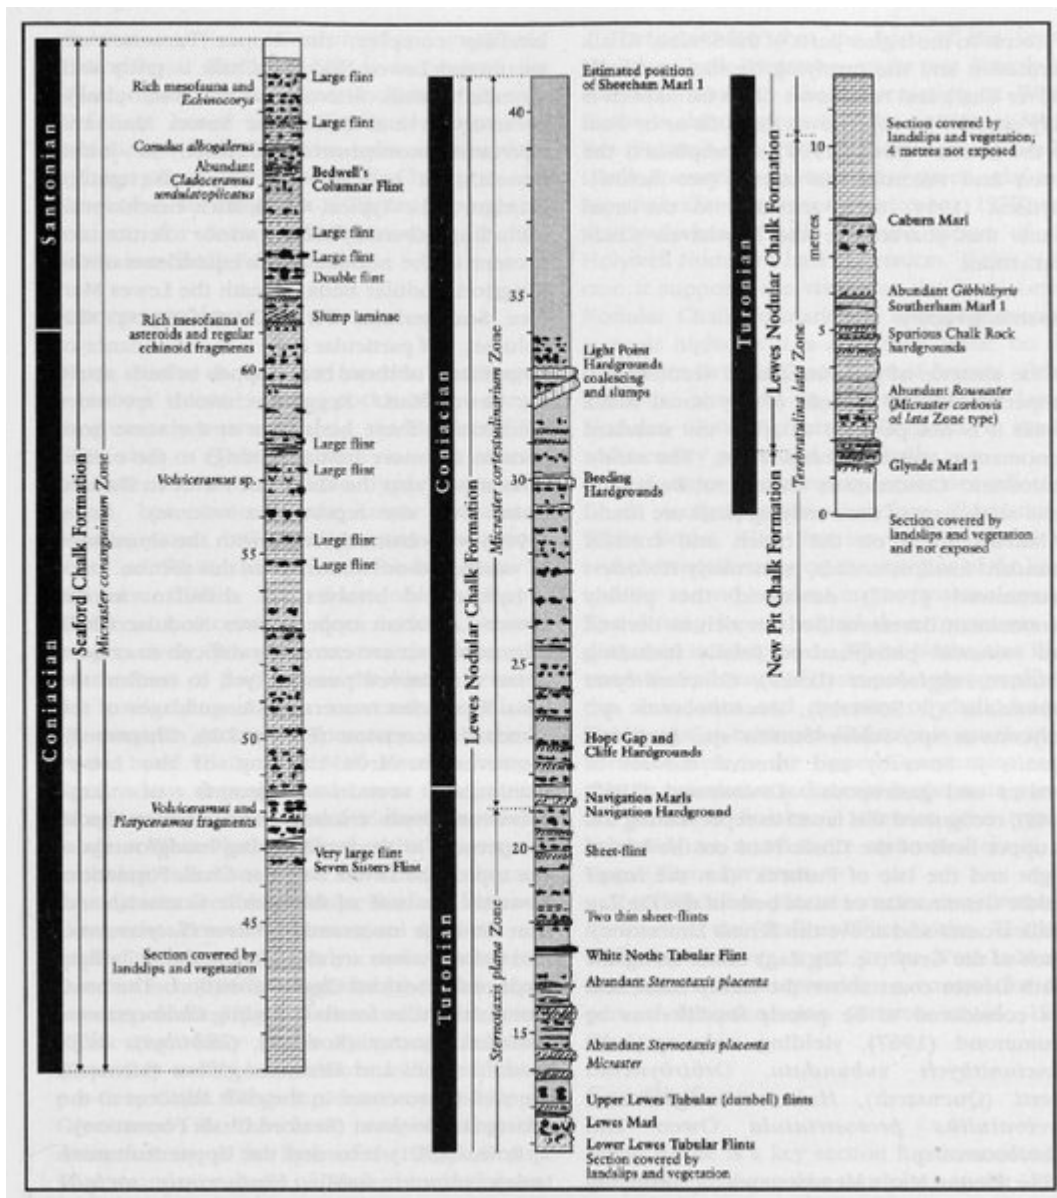 Santonian
Coniacian
Seaford Chalk Formation
Micraster coranguinum Zone
Rich mesofauna and
Echinocorys
Conulus albogalerus
Abundant
Cladoceramus
undulatoplicatus
Rich mesofauna of
asteroids and regular
echinoid fragments
Volviceramus sp.
Volviceramus and
Platyceramus fragments
Section covered by
landslips and vegetation
60
55
50
45
Large flint
Large flint
Bedwell's
Columnar Flint
Large flint
Large flint
Double flint
Slump laminae
Large flint
Large flint
Large flint
Large flint
Very large flint
Seven Sisters Flint
Coniacian
Turonian
Lewes Nodular Chalk Formation
Micraster cortestudinarium Zone
Sternotaxis plana Zone
40
35
30
25
20
15
Estimated position
of Shoreham Marl 1
Light Point
Hardgrounds
coalescing
and slumps
Beeding
Hardgrounds
Hope Gap and
Cliffe Hardgrounds
Navigation Marls
Navigation Hardground
Sheet-flint
Two thin sheet-flints
White Nothe Tabular Flint
Abundant Sternotaxis placenta
Abundant Sternotaxis placenta
Micraster
Upper Lewes Tubular (dumbel) flints
Lewes Marl
Lower Lewes Tubular Flints
Section covered by
landslips and vegetation
Turonian
New Pit Chalk Formation
Lewes Nodular Chalk Formation
'Terebratulina lata' Zone
metres
10
5
0
Section covered by
landslips and vegetation;
4 metres not exposed
Caburn Marl
Abundant Gibbithyris
Southerham Marl 1
Spurious Chalk Rock
hardgrounds
Abundant
(Micraster corbovis
of lata Zone type)
Glynde Marl 1
Section covered by
landslips and vegetation
and not exposed